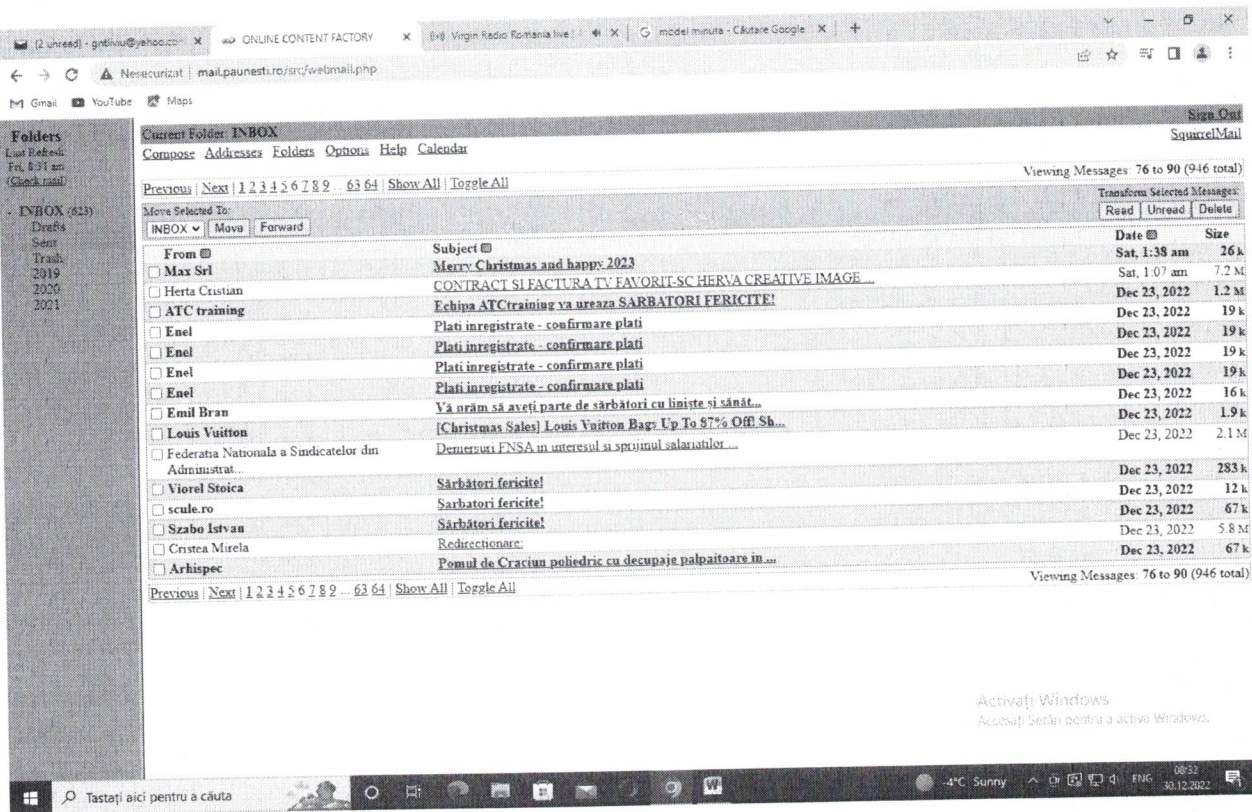 (2 unread) - gntliviu@yahoo.co
ONLINE CONTENT FACTORY
Virgin Radio Romania live |
model minuta - Căutare Google
Nesecurizat | mail.paunesti.ro/src/webmail.php
Gmail YouTube Maps
Folders
Last Refresh:
Fri, 8:31 am
(Check mail)
- INBOX (623)
Drafts
Sent
Trash
2019
2020
2021
Current Folder: INBOX
Sign Out
Compose Addresses Folders Options Help Calendar
SquirrelMail
Previous | Next | 1 2 3 4 5 6 7 8 9 ... 63 64 | Show All | Toggle All
Viewing Messages: 76 to 90 (946 total)
Move Selected To:
Transform Selected Messages:
INBOX Move Forward
Read Unread Delete
From Subject Date Size
Max Srl Merry Christmas and happy 2023 Sat, 1:38 am 26 k
Herta Cristian CONTRACT SI FACTURA TV FAVORIT-SC HERVA CREATIVE IMAGE ... Sat, 1:07 am 7.2 M
ATC training Echipa ATCtraining va ureaza SARBATORI FERICITE! Dec 23, 2022 1.2 M
Enel Plati inregistrate - confirmare plati Dec 23, 2022 19 k
Enel Plati inregistrate - confirmare plati Dec 23, 2022 19 k
Enel Plati inregistrate - confirmare plati Dec 23, 2022 19 k
Enel Plati inregistrate - confirmare plati Dec 23, 2022 19 k
Emil Bran Vă urăm să aveți parte de sărbători cu liniște și sănăt... Dec 23, 2022 16 k
Louis Vuitton [Christmas Sales] Louis Vuitton Bags Up To 87% Off! Sh... Dec 23, 2022 1.9 k
Federatia Nationala a Sindicatelor din Demersuri FNSA in interesul si sprijinul salariatilor ... Dec 23, 2022 2.1 M
Administrat...
Viorel Stoica Sărbători fericite! Dec 23, 2022 283 k
scule.ro Sarbatori fericite! Dec 23, 2022 12 k
Szabo Istvan Sărbători fericite! Dec 23, 2022 67 k
Cristea Mirela Redirectionare: Dec 23, 2022 5.8 M
Arhispec Pomul de Craciun poliedric cu decupaje palpaitoare in ... Dec 23, 2022 67 k
Previous | Next | 1 2 3 4 5 6 7 8 9 ... 63 64 | Show All | Toggle All
Viewing Messages: 76 to 90 (946 total)
Activați Windows
Accesați Setări pentru a activa Windows.
Tastați aici pentru a căuta
-4°C Sunny
ENG
08:32
30.12.2022